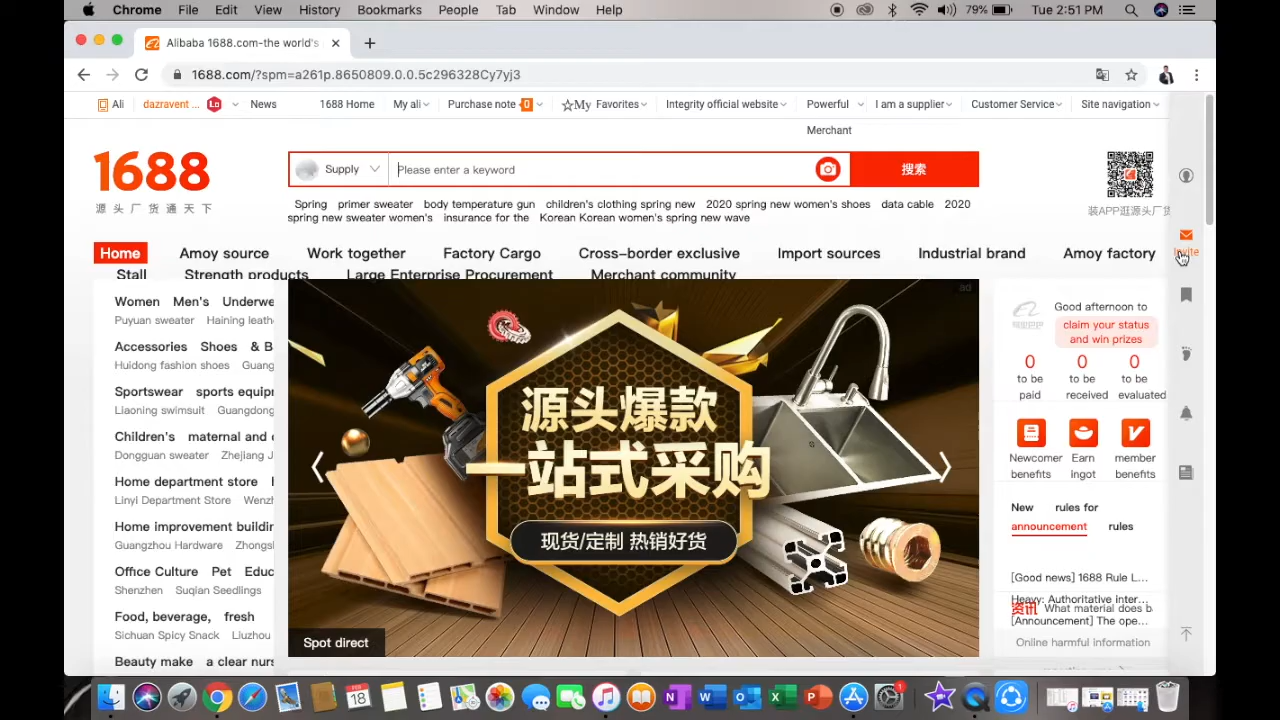 Chrome File Edit View History Bookmarks People Tab Window Help 79% Tue 2:51 PM
Alibaba 1688.com-the world's
1688.com/?spm=a261p.8650809.0.0.5c296328Cy7yj3
Ali dazravent ... News 1688 Home My ali Purchase note 0 My Favorites Integrity official website Powerful I am a supplier Customer Service Site navigation
Merchant
1688
源头厂货通天下
Supply Please enter a keyword 搜索
Spring primer sweater body temperature gun children's clothing spring new 2020 spring new women's shoes data cable 2020
spring new sweater women's insurance for the Korean Korean women's spring new wave
装APP逛源头厂货
Home Amoy source Work together Factory Cargo Cross-border exclusive Import sources Industrial brand Amoy factory
Invite
Stall Strength products Large Enterprise Procurement Merchant community
Women Men's Underwe
Puyuan sweater Haining leath
Accessories Shoes & B
Huidong fashion shoes Guang
Sportswear sports equip
Liaoning swimsuit Guangdong
Children's maternal and
Dongguan sweater Zhejiang J
Home department store
Linyi Department Store Wenz
Home improvement buildin
Guangzhou Hardware Zhongs
Office Culture Pet Educ
Shenzhen Suqian Seedlings
Food, beverage, fresh
Sichuan Spicy Snack Liuzhou
Beauty make a clear nurs
ad
源头爆款
一站式采购
现货/定制 热销好货
Spot direct
Good afternoon to
claim your status
and win prizes
0 0 0
to be to be to be
paid received evaluated
Newcomer Earn member
benefits ingot benefits
New rules for
announcement rules
[Good news] 1688 Rule L...
Heavy: Authoritative inter...
资讯 What material does b
[Announcement] The ope...
Online harmful information